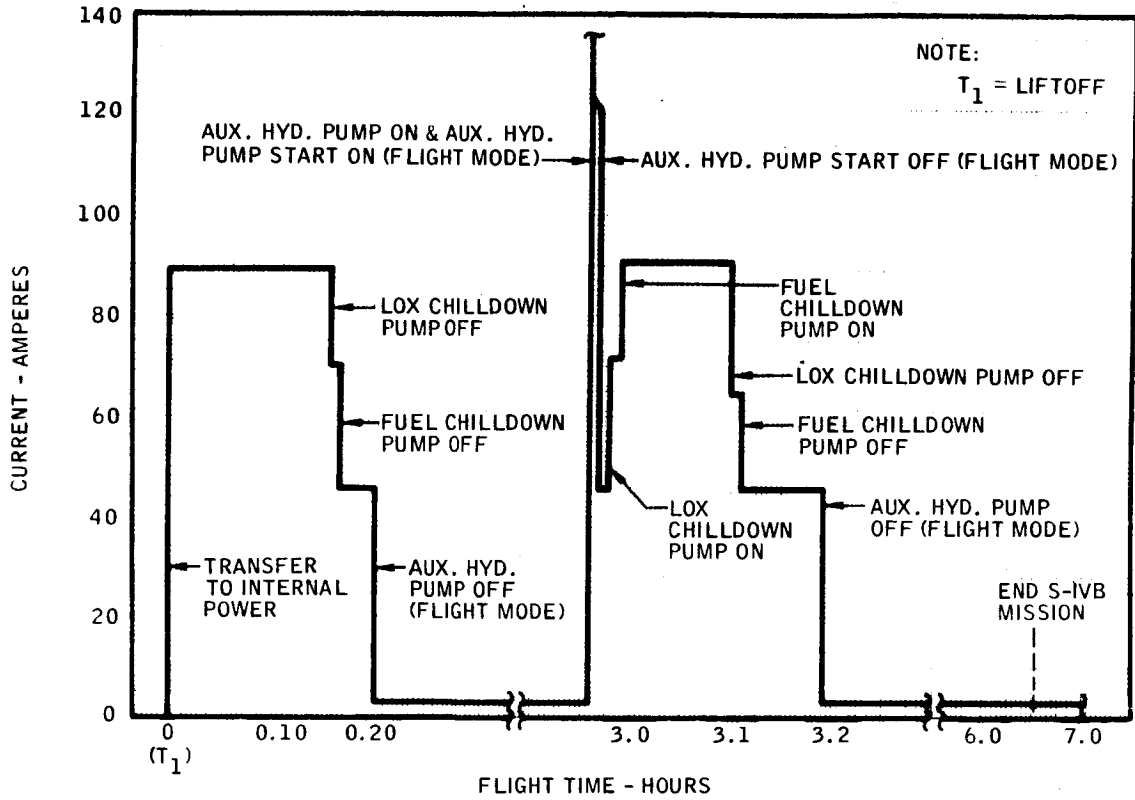 140
120
100
80
60
40
20
0
CURRENT - AMPERES
NOTE:
T1 = LIFTOFF
AUX. HYD. PUMP ON & AUX. HYD.
PUMP START ON (FLIGHT MODE)
AUX. HYD. PUMP START OFF (FLIGHT MODE)
LOX CHILLDOWN
PUMP OFF
FUEL CHILLDOWN
PUMP OFF
TRANSFER
TO INTERNAL
POWER
AUX. HYD.
PUMP OFF
(FLIGHT MODE)
FUEL
CHILLDOWN
PUMP ON
LOX CHILLDOWN PUMP OFF
FUEL CHILLDOWN
PUMP OFF
LOX
CHILLDOWN
PUMP ON
AUX. HYD. PUMP
OFF (FLIGHT MODE)
END S-IVB
MISSION
0
(T1)
0.10
0.20
3.0
3.1
3.2
6.0
7.0
FLIGHT TIME - HOURS